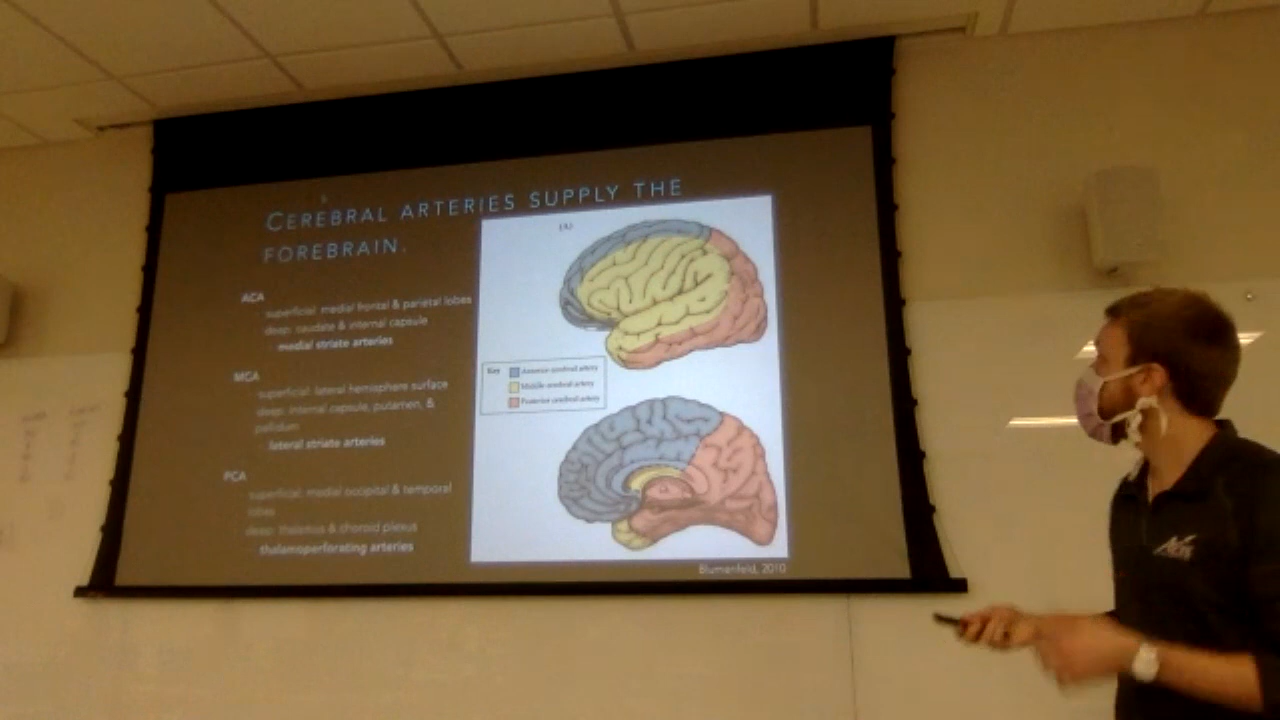 CEREBRAL ARTERIES SUPPLY THE
FOREBRAIN.
ACA
superficial: medial frontal & parietal lobes
deep: caudate & internal capsule
medial striate arteries
MCA
superficial: lateral hemisphere surface
deep: internal capsule, putamen, &
pallidum
lateral striate arteries
PCA
superficial: medial occipital & temporal
lobes
deep: thalamus & choroid plexus
thalamoperforating arteries
(A)
Key
Anterior cerebral artery
Middle cerebral artery
Posterior cerebral artery
Blumenfeld, 2010